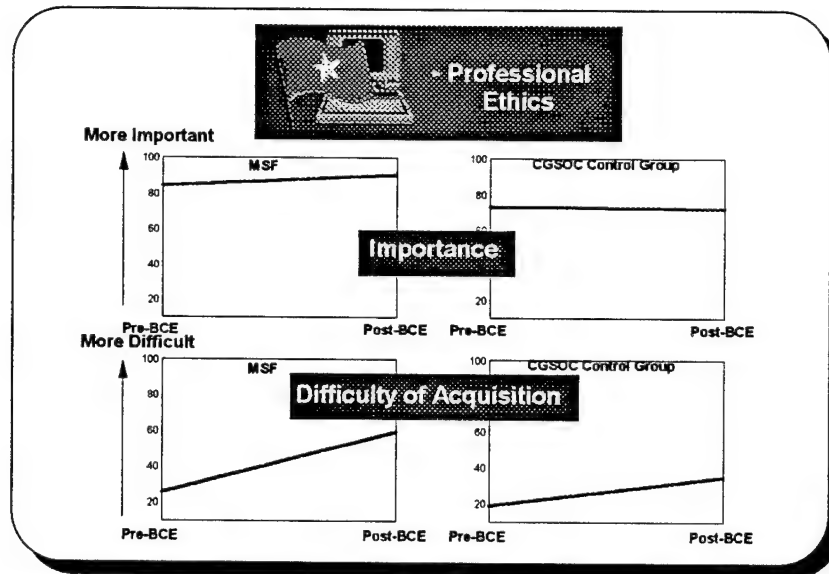 - Professional
Ethics
More Important
MSF
100
80
60
40
20
Pre-BCE
Post-BCE
CGSOC Control Group
100
80
40
20
Pre-BCE
Post-BCE
Importance
More Difficult
MSF
100
60
40
20
Pre-BCE
Post-BCE
CGSOC Control Group
100
60
40
20
Pre-BCE
Post-BCE
Difficulty of Acquisition